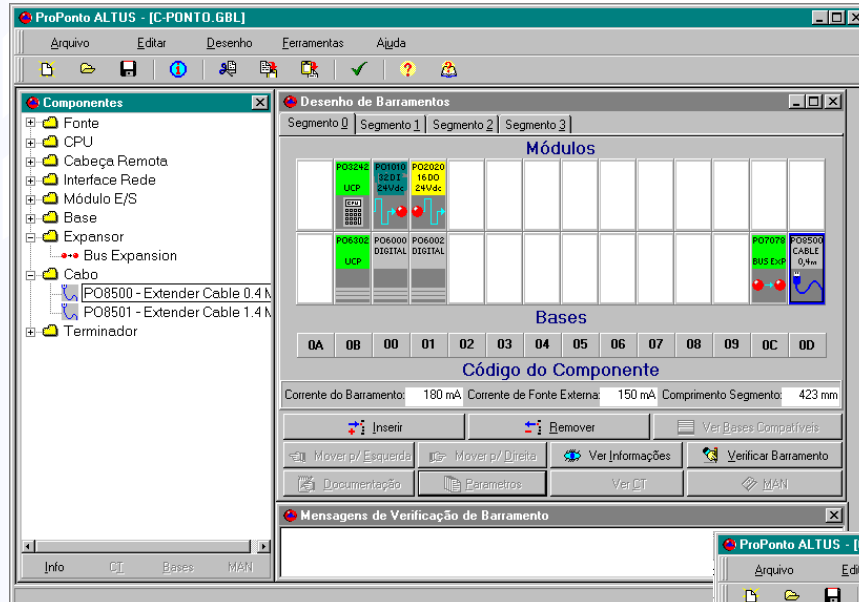 ProPonto ALTUS - [C-PONTO.GBL]
Arquivo Editar Desenho Ferramentas Ajuda
Componentes
Fonte
CPU
Cabeça Remota
Interface Rede
Módulo E/S
Base
Expansor
Bus Expansion
Cabo
PO8500 - Extender Cable 0.4 M
PO8501 - Extender Cable 1.4 M
Terminador
Info CT Bases MAN
Desenho de Barramentos
Segmento 0 Segmento 1 Segmento 2 Segmento 3
Módulos
PO3242 PO1010 PO2020
UCP 32DI 24Vdc 16DO 24Vdc
CPU
PO6302 PO6000 PO6002 PO7078 PO8500
UCP DIGITAL DIGITAL BUS EXP CABLE 0,4m
Bases
0A 0B 00 01 02 03 04 05 06 07 08 09 0C 0D
Código do Componente
Corrente do Barramento: 180 mA Corrente de Fonte Externa: 150 mA Comprimento Segmento: 423 mm
Inserir Remover Ver Bases Compatíveis
Mover p/ Esquerda Mover p/ Direita Ver Informações Verificar Barramento
Documentação Parametros Ver CT MAN
Mensagens de Verificação de Barramento
ProPonto ALTUS - [
Arquivo Edi